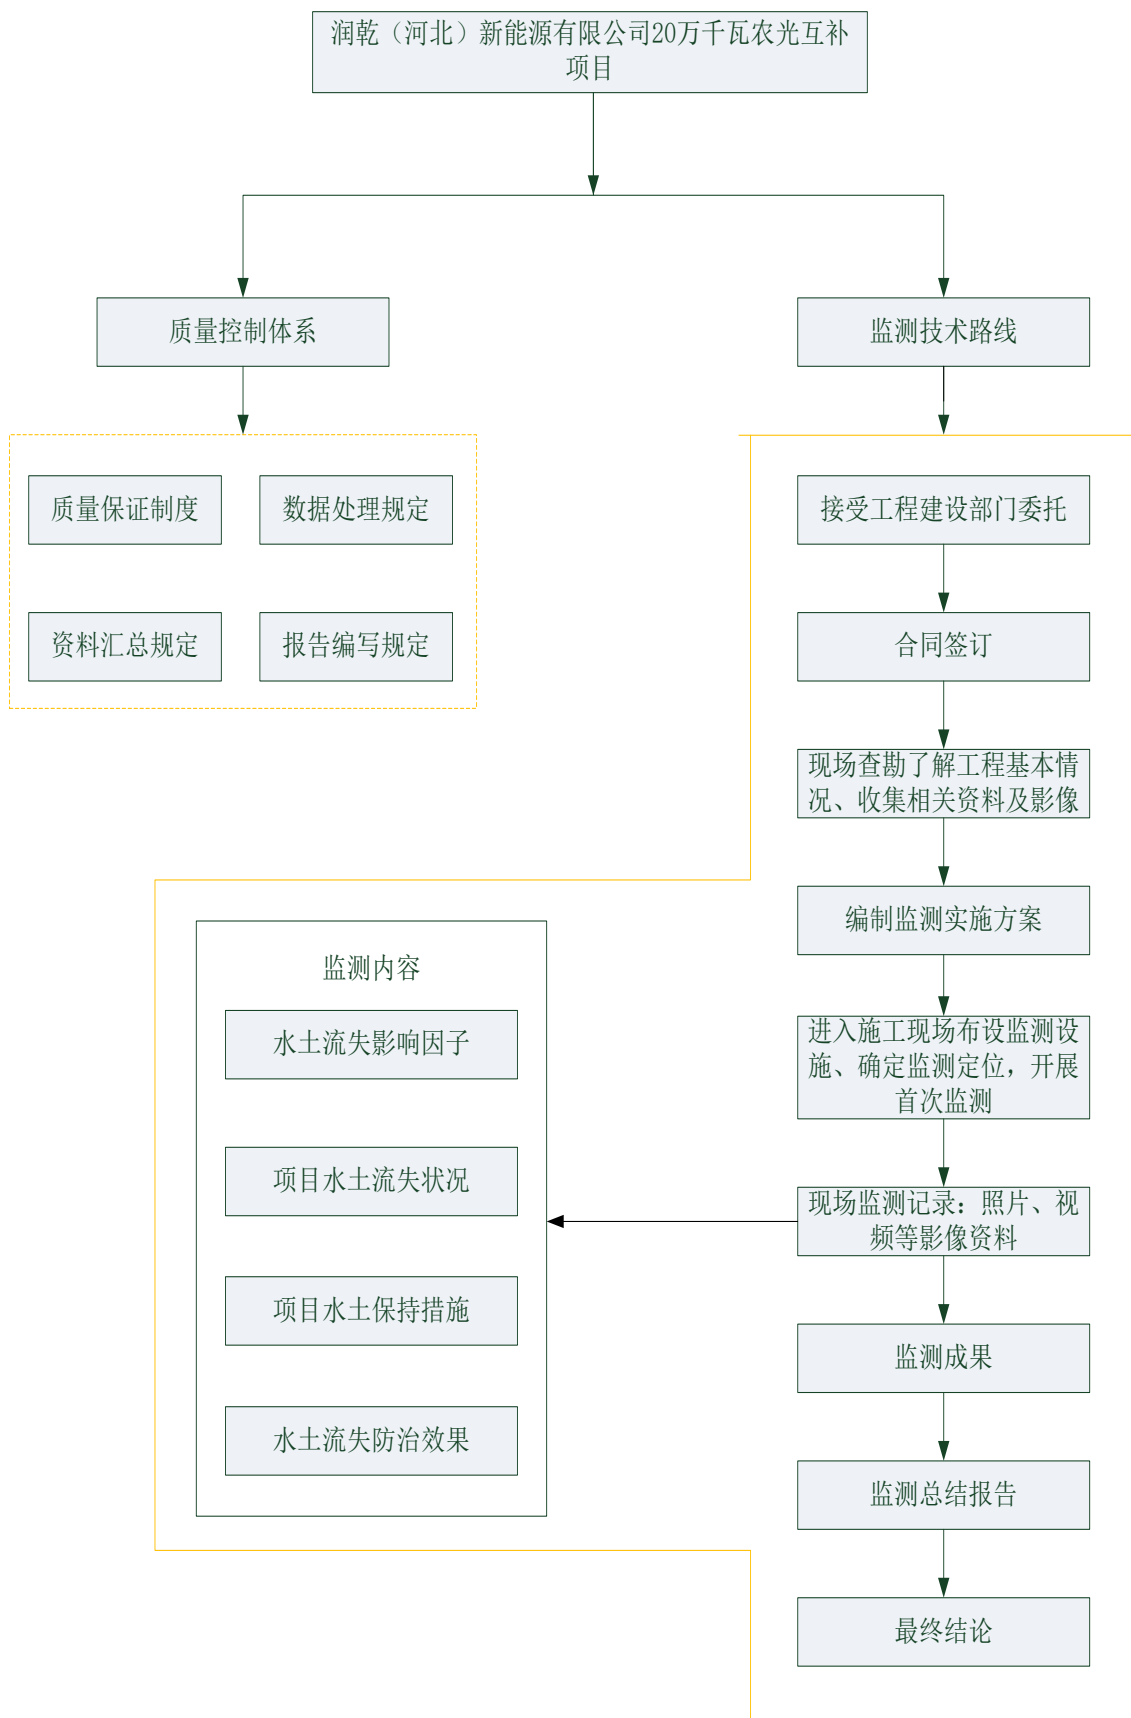 润乾（河北）新能源有限公司20万千瓦农光互补
项目
质量控制体系
监测技术路线
质量保证制度
数据处理规定
资料汇总规定
报告编写规定
接受工程建设部门委托
合同签订
现场查勘了解工程基本情
况、收集相关资料及影像
编制监测实施方案
进入施工现场布设监测设
施、确定监测定位，开展
首次监测
现场监测记录：照片、视
频等影像资料
监测内容
水土流失影响因子
项目水土流失状况
项目水土保持措施
水土流失防治效果
监测成果
监测总结报告
最终结论